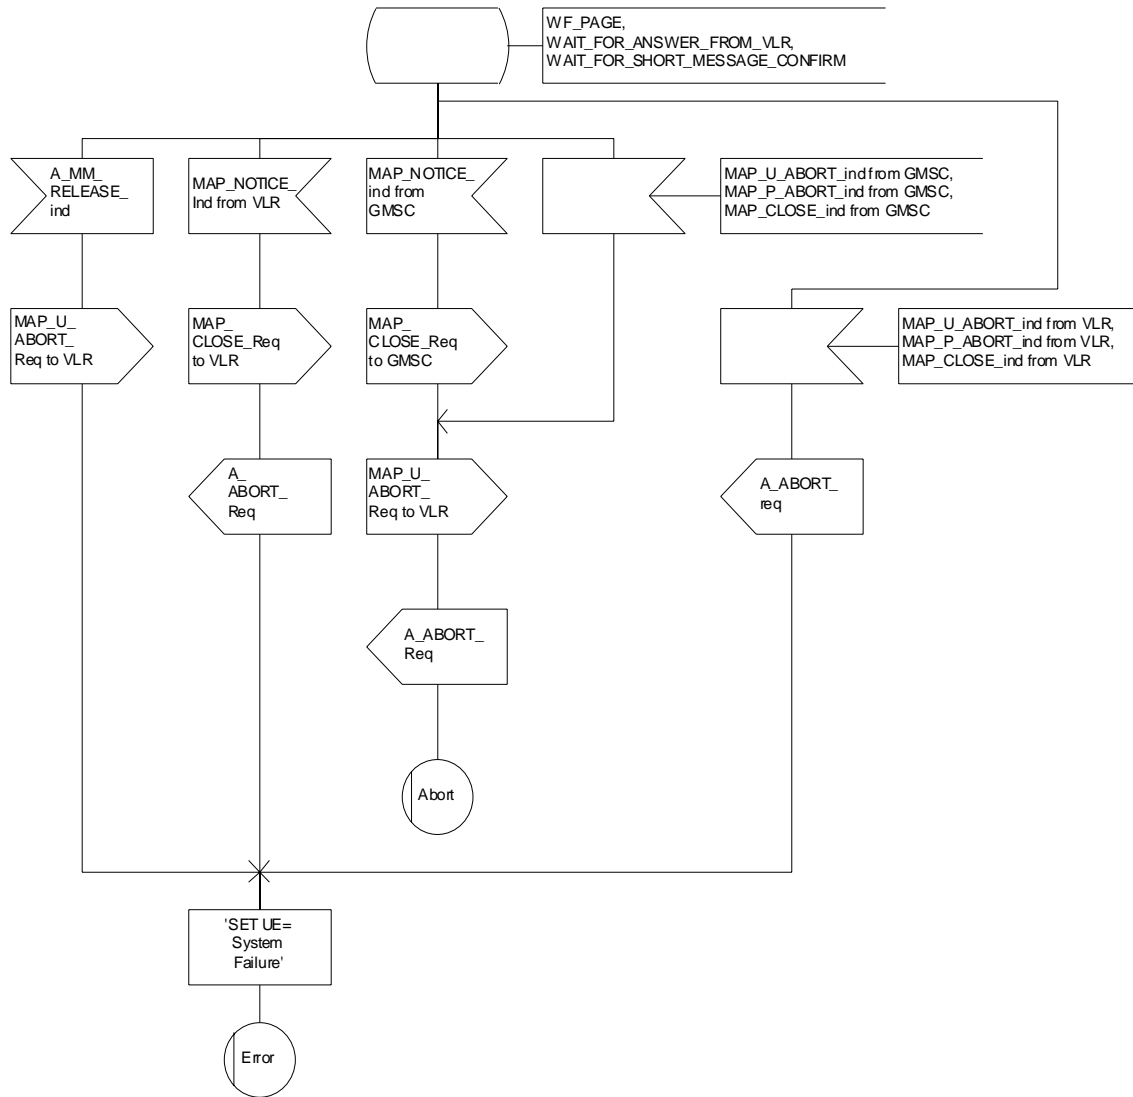 WF_PAGE,
WAIT_FOR_ANSWER_FROM_VLR,
WAIT_FOR_SHORT_MESSAGE_CONFIRM
A_MM_
RELEASE_
ind
MAP_NOTICE_
Ind from VLR
MAP_NOTICE_
ind from
GMSC
MAP_U_ABORT_ind from GMSC,
MAP_P_ABORT_ind from GMSC,
MAP_CLOSE_ind from GMSC
MAP_U_
ABORT_
Req to VLR
MAP_
CLOSE_Req
to VLR
MAP_
CLOSE_Req
to GMSC
MAP_U_ABORT_ind from VLR,
MAP_P_ABORT_ind from VLR,
MAP_CLOSE_ind from VLR
A_
ABORT_
Req
MAP_U_
ABORT_
Req to VLR
A_ABORT_
req
A_ABORT_
Req
Abort
'SET UE=
System
Failure'
Error